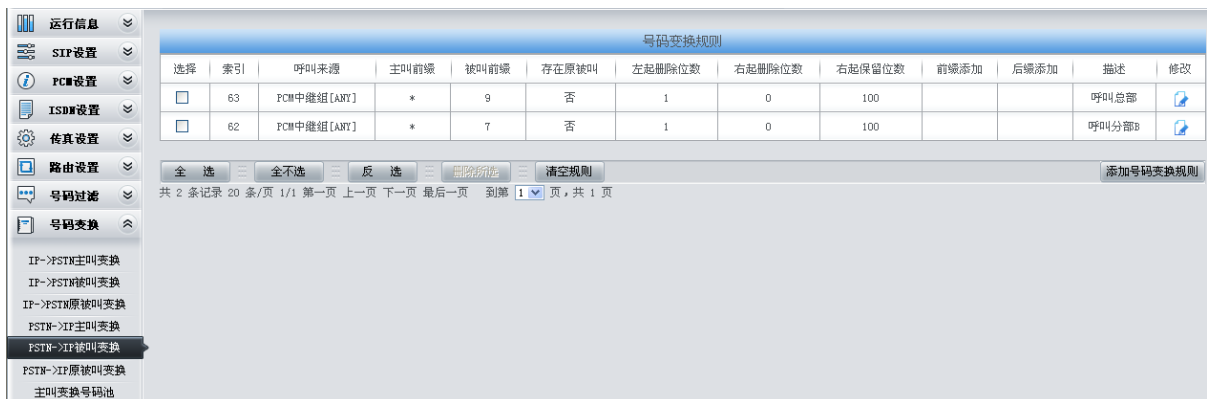 运行信息
SIP设置
PCM设置
ISDN设置
传真设置
路由设置
号码过滤
号码变换
IP->PSTN主叫变换
IP->PSTN被叫变换
IP->PSTN原被叫变换
PSTN->IP主叫变换
PSTN->IP被叫变换
PSTN->IP原被叫变换
主叫变换号码池
号码变换规则
选择 索引 呼叫来源 主叫前缀 被叫前缀 存在原被叫 左起删除位数 右起删除位数 右起保留位数 前缀添加 后缀添加 描述 修改
63 PCM中继组[ANY] * 9 否 1 0 100 呼叫总部
62 PCM中继组[ANY] * 7 否 1 0 100 呼叫分部B
全 选 全不选 反 选 删除所选 清空规则 添加号码变换规则
共 2 条记录 20 条/页 1/1 第一页 上一页 下一页 最后一页 到第 1 页，共 1 页